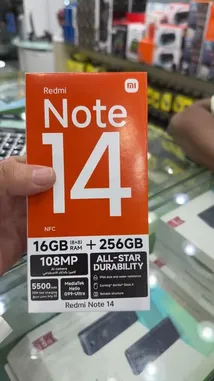 Redmi
mi
Note
14
NFC
16GB (8+8) RAM + 256GB
108MP
AI camera
ALL-STAR
DURABILITY
5500mAh
MediaTek
Helio
G99-Ultra
Redmi Note 14